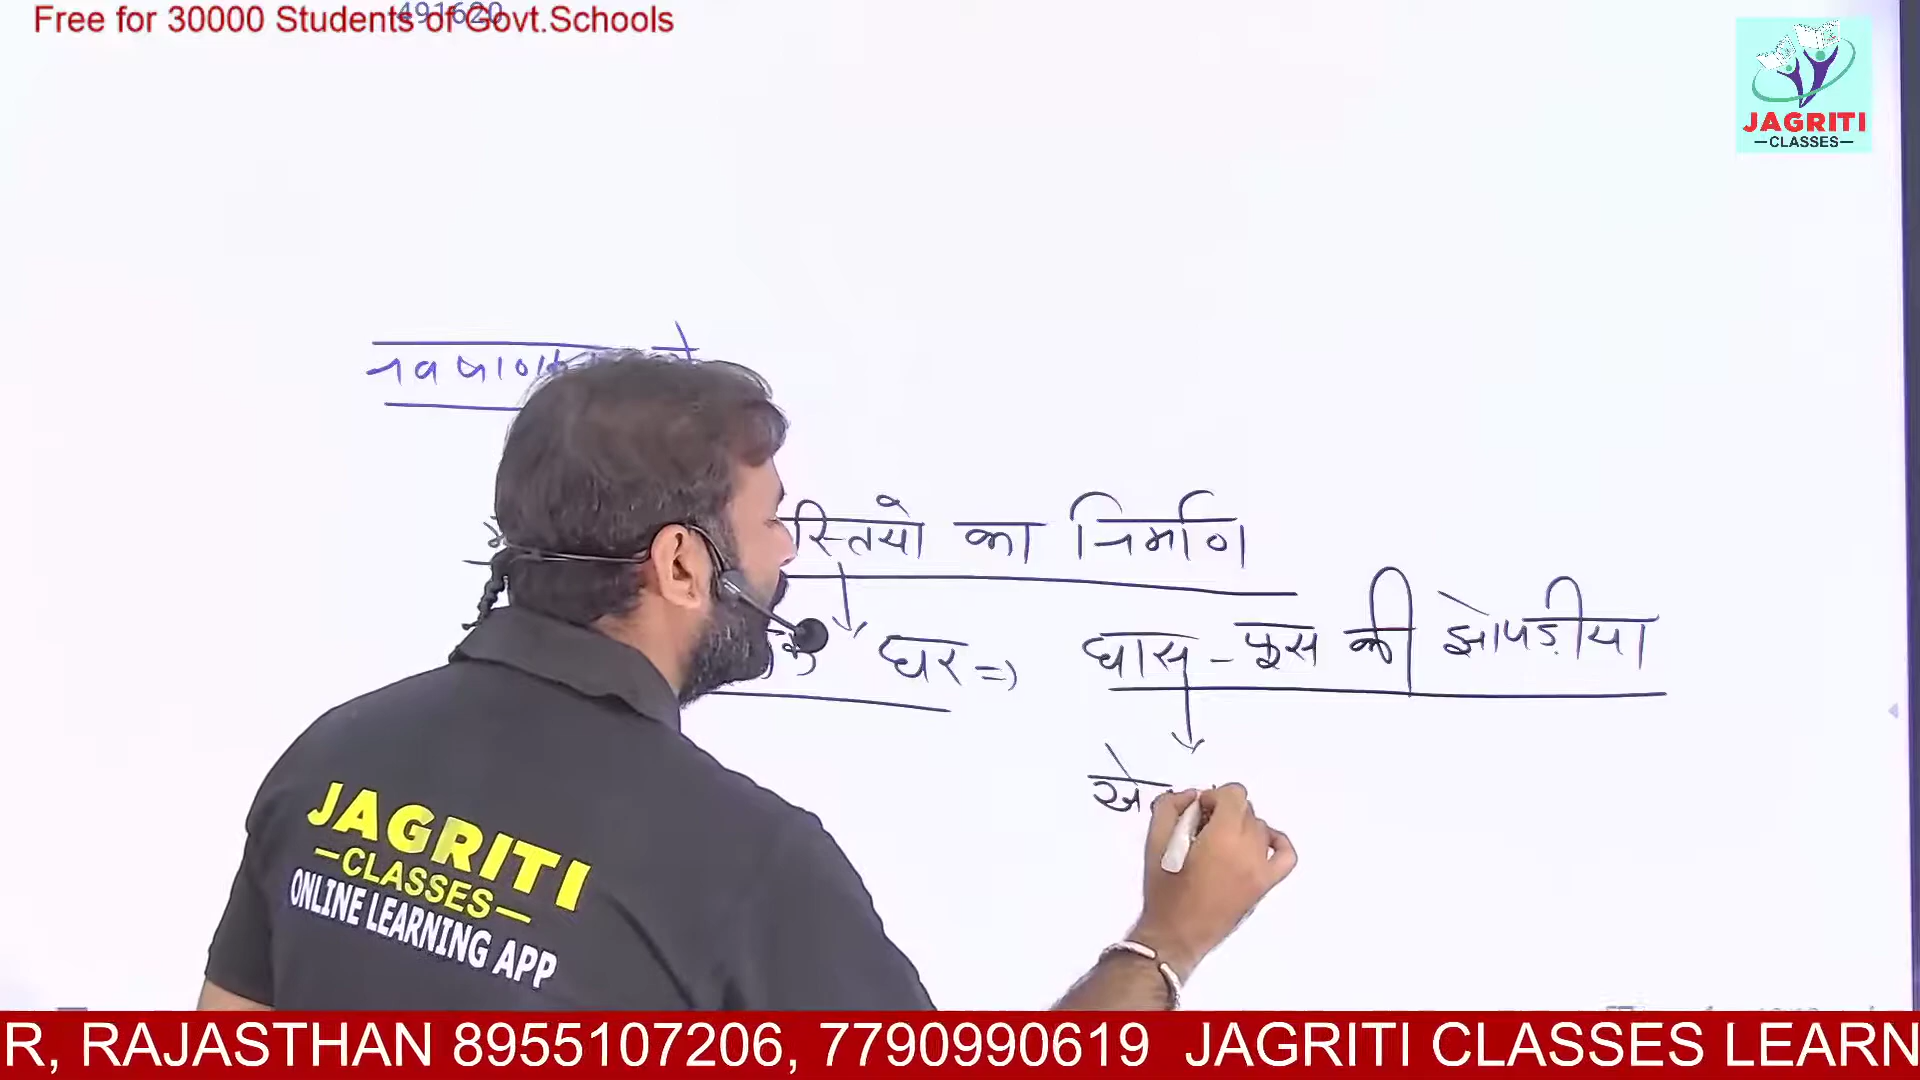 Free for 30000 Students of Govt.Schools
491620
JAGRITI
CLASSES
स्तियो का निर्माण
घर => घास - फूस की झोपड़ीया
खे
JAGRITI
CLASSES
ONLINE LEARNING APP
R, RAJASTHAN 8955107206, 7790990619 JAGRITI CLASSES LEARN